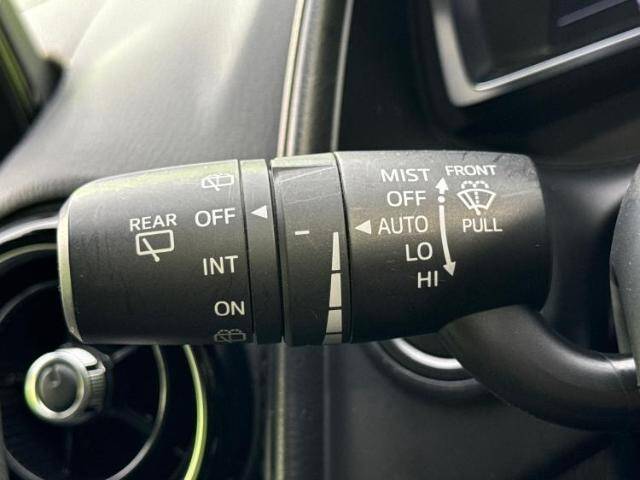 REAR
OFF
INT
ON
MIST
OFF
AUTO
LO
HI
FRONT
PULL